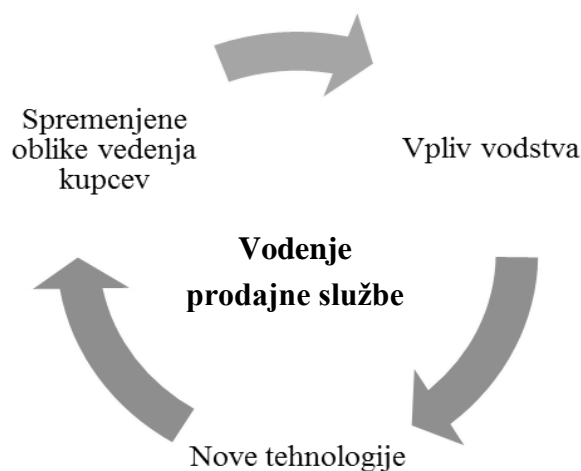 Spremenjene
oblike vedenja
kupcev
Vpliv vodstva
Vodenje
prodajne službe
Nove tehnologije